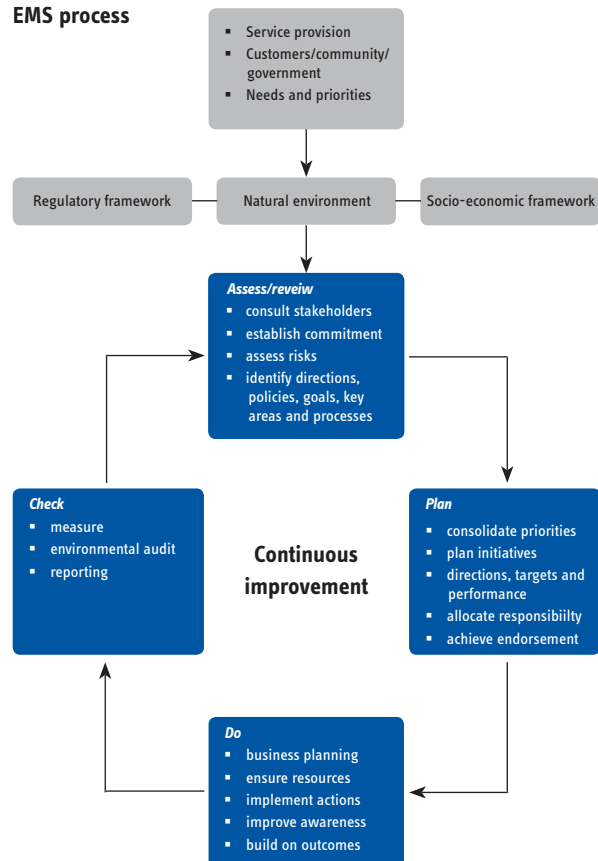 EMS process
▪ Service provision
▪ Customers/community/
government
▪ Needs and priorities
Regulatory framework
Natural environment
Socio-economic framework
Assess/reveiw
▪ consult stakeholders
▪ establish commitment
▪ assess risks
▪ identify directions,
policies, goals, key
areas and processes
Check
▪ measure
▪ environmental audit
▪ reporting
Continuous
improvement
Plan
▪ consolidate priorities
▪ plan initiatives
▪ directions, targets and
performance
▪ allocate responsibiilty
▪ achieve endorsement
Do
▪ business planning
▪ ensure resources
▪ implement actions
▪ improve awareness
▪ build on outcomes